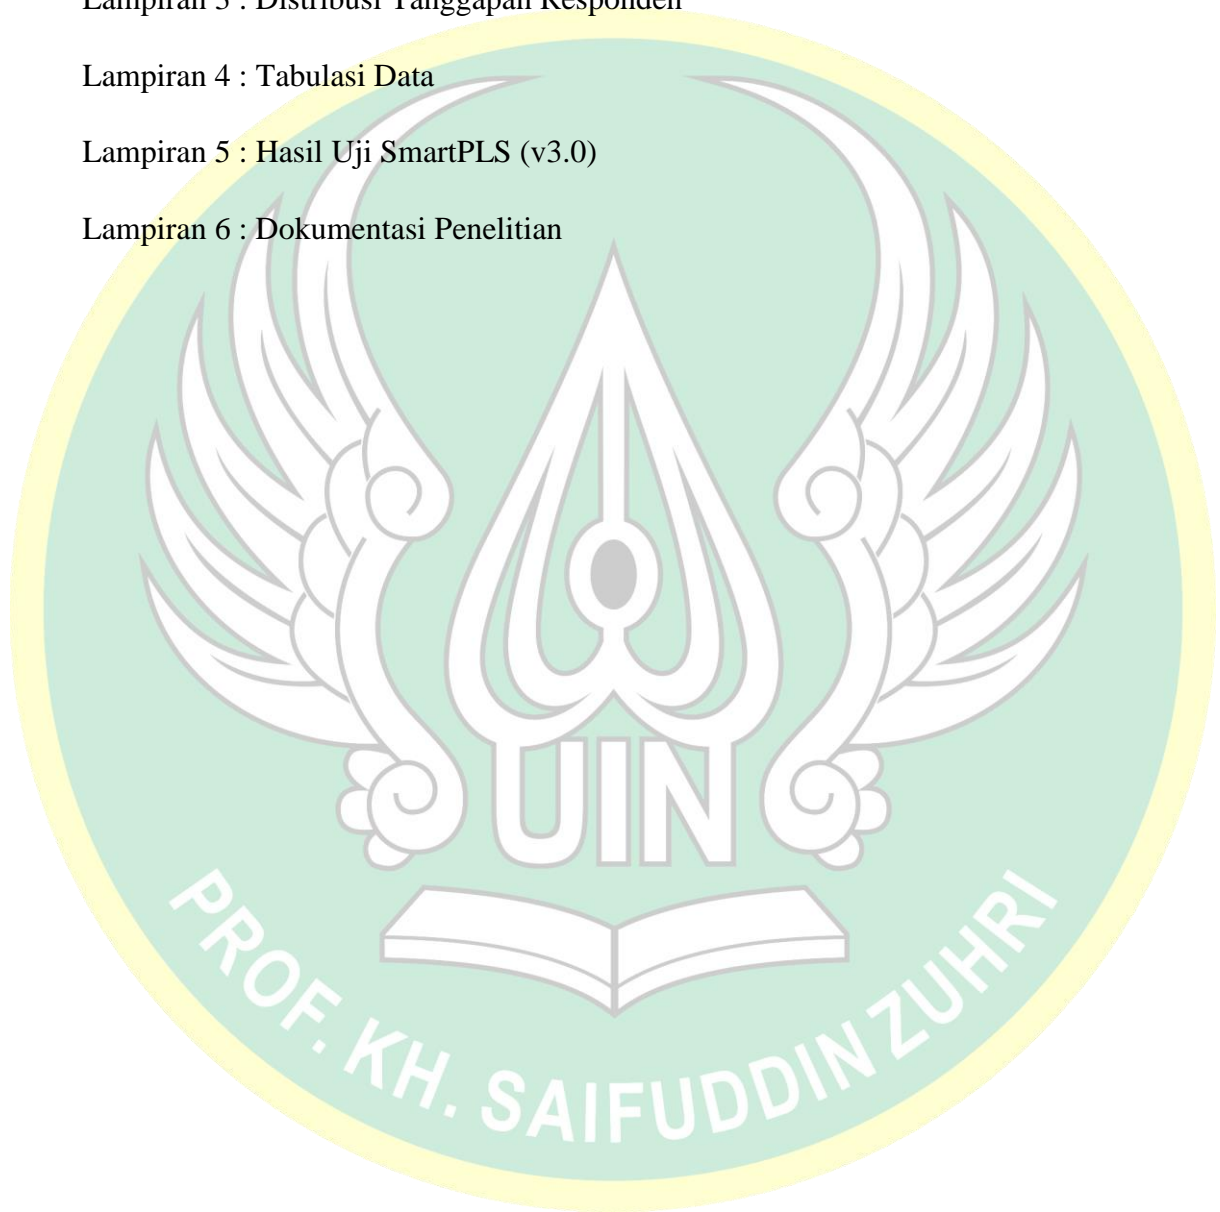 Lampiran 3 : Distribusi Tanggapan Responden
Lampiran 4 : Tabulasi Data
Lampiran 5 : Hasil Uji SmartPLS (v3.0)
Lampiran 6 : Dokumentasi Penelitian
UIN
PROF. KH. SAIFUDDIN ZUHRI